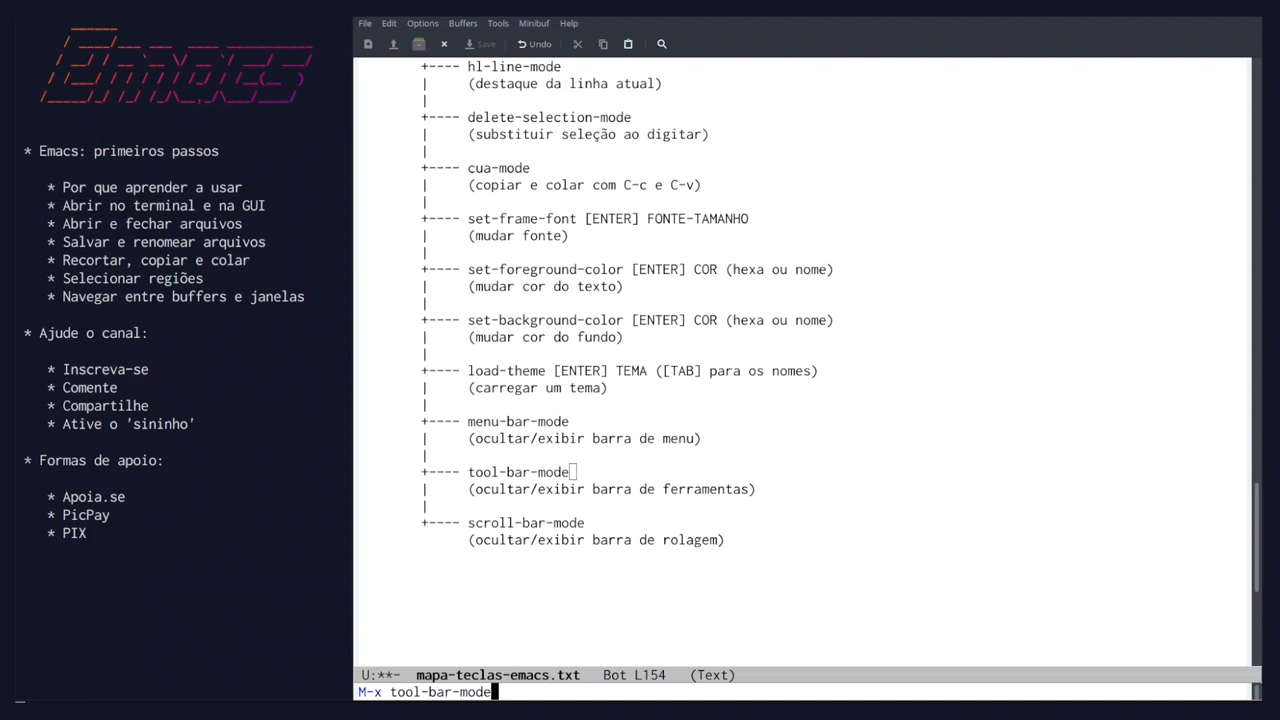 Emacs
* Emacs: primeiros passos
* Por que aprender a usar
* Abrir no terminal e na GUI
* Abrir e fechar arquivos
* Salvar e renomear arquivos
* Recortar, copiar e colar
* Selecionar regiões
* Navegar entre buffers e janelas
* Ajude o canal:
* Inscreva-se
* Comente
* Compartilhe
* Ative o 'sininho'
* Formas de apoio:
* Apoia.se
* PicPay
* PIX
File Edit Options Buffers Tools Minibuf Help
Save Undo
+---- hl-line-mode
| (destaque da linha atual)
|
+---- delete-selection-mode
| (substituir seleção ao digitar)
|
+---- cua-mode
| (copiar e colar com C-c e C-v)
|
+---- set-frame-font [ENTER] FONTE-TAMANHO
| (mudar fonte)
|
+---- set-foreground-color [ENTER] COR (hexa ou nome)
| (mudar cor do texto)
|
+---- set-background-color [ENTER] COR (hexa ou nome)
| (mudar cor do fundo)
|
+---- load-theme [ENTER] TEMA ([TAB] para os nomes)
| (carregar um tema)
|
+---- menu-bar-mode
| (ocultar/exibir barra de menu)
|
+---- tool-bar-mode
| (ocultar/exibir barra de ferramentas)
|
+---- scroll-bar-mode
(ocultar/exibir barra de rolagem)
U:**- mapa-teclas-emacs.txt Bot L154 (Text)
M-x tool-bar-mode